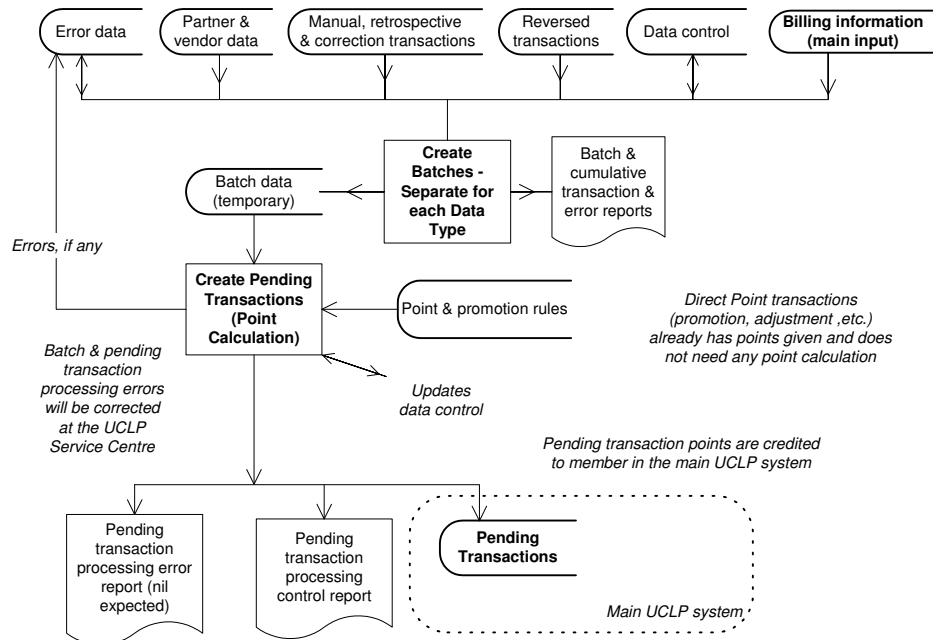 Error data
Partner &
vendor data
Manual, retrospective
& correction transactions
Reversed
transactions
Data control
Billing information
(main input)
Create
Batches -
Separate for
each Data
Type
Batch &
cumulative
transaction &
error reports
Batch data
(temporary)
Errors, if any
Create Pending
Transactions
(Point
Calculation)
Point & promotion rules
Direct Point transactions
(promotion, adjustment ,etc.)
already has points given and does
not need any point calculation
Batch & pending
transaction
processing errors
will be corrected
at the UCLP
Service Centre
Updates
data control
Pending transaction points are credited
to member in the main UCLP system
Pending
transaction
processing error
report (nil
expected)
Pending
transaction
processing
control report
Pending
Transactions
Main UCLP system